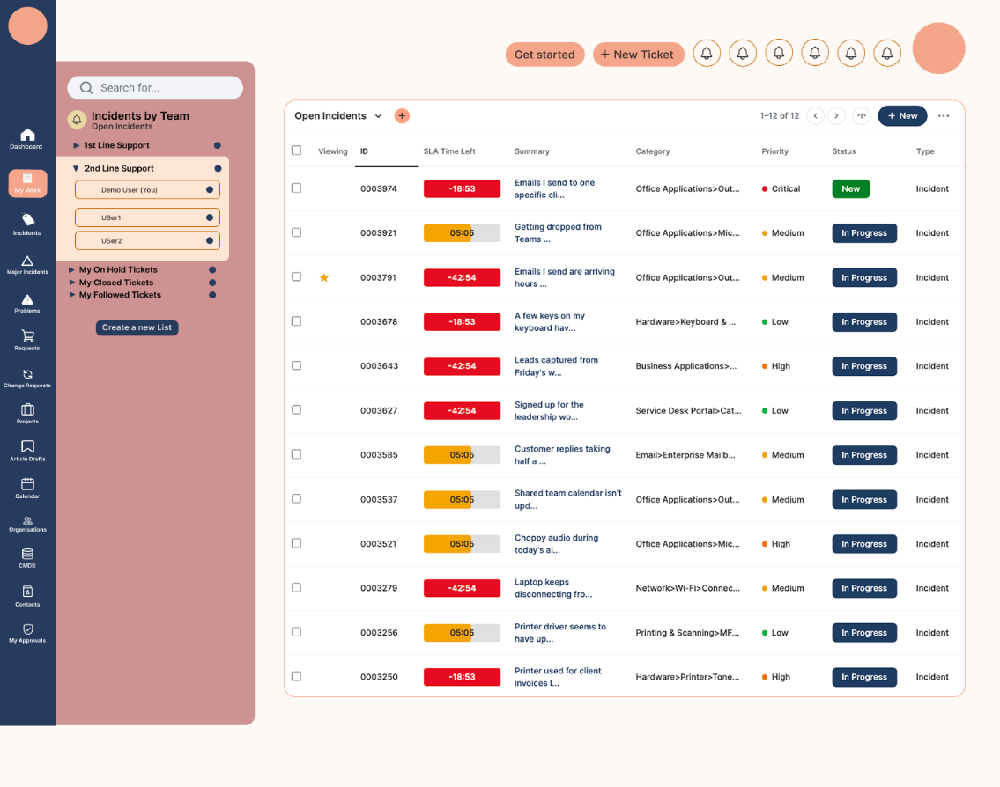 Get started
+ New Ticket
Search for...
Incidents by Team
Open Incidents
1st Line Support
2nd Line Support
Demo User (You)
USer1
USer2
My On Hold Tickets
My Closed Tickets
My Followed Tickets
Create a new List
Dashboard
My Work
Incidents
Major Incidents
Problems
Requests
Change Requests
Projects
Article Drafts
Calendar
Organisations
CMDB
Contacts
My Approvals
Open Incidents
1–12 of 12
+ New
Viewing ID SLA Time Left Summary Category Priority Status Type
0003974 -18:53 Emails I send to one specific cli... Office Applications>Out... Critical New Incident
0003921 05:05 Getting dropped from Teams ... Office Applications>Mic... Medium In Progress Incident
0003791 -42:54 Emails I send are arriving hours ... Office Applications>Out... Medium In Progress Incident
0003678 -18:53 A few keys on my keyboard hav... Hardware>Keyboard & ... Low In Progress Incident
0003643 -42:54 Leads captured from Friday's w... Business Applications>... High In Progress Incident
0003627 -42:54 Signed up for the leadership wo... Service Desk Portal>Cat... Low In Progress Incident
0003585 05:05 Customer replies taking half a ... Email>Enterprise Mailb... Medium In Progress Incident
0003537 05:05 Shared team calendar isn't upd... Office Applications>Out... Medium In Progress Incident
0003521 05:05 Choppy audio during today's al... Office Applications>Mic... High In Progress Incident
0003279 -42:54 Laptop keeps disconnecting fro... Network>Wi-Fi>Connec... Medium In Progress Incident
0003256 05:05 Printer driver seems to have up... Printing & Scanning>MF... Low In Progress Incident
0003250 -18:53 Printer used for client invoices l... Hardware>Printer>Tone... High In Progress Incident